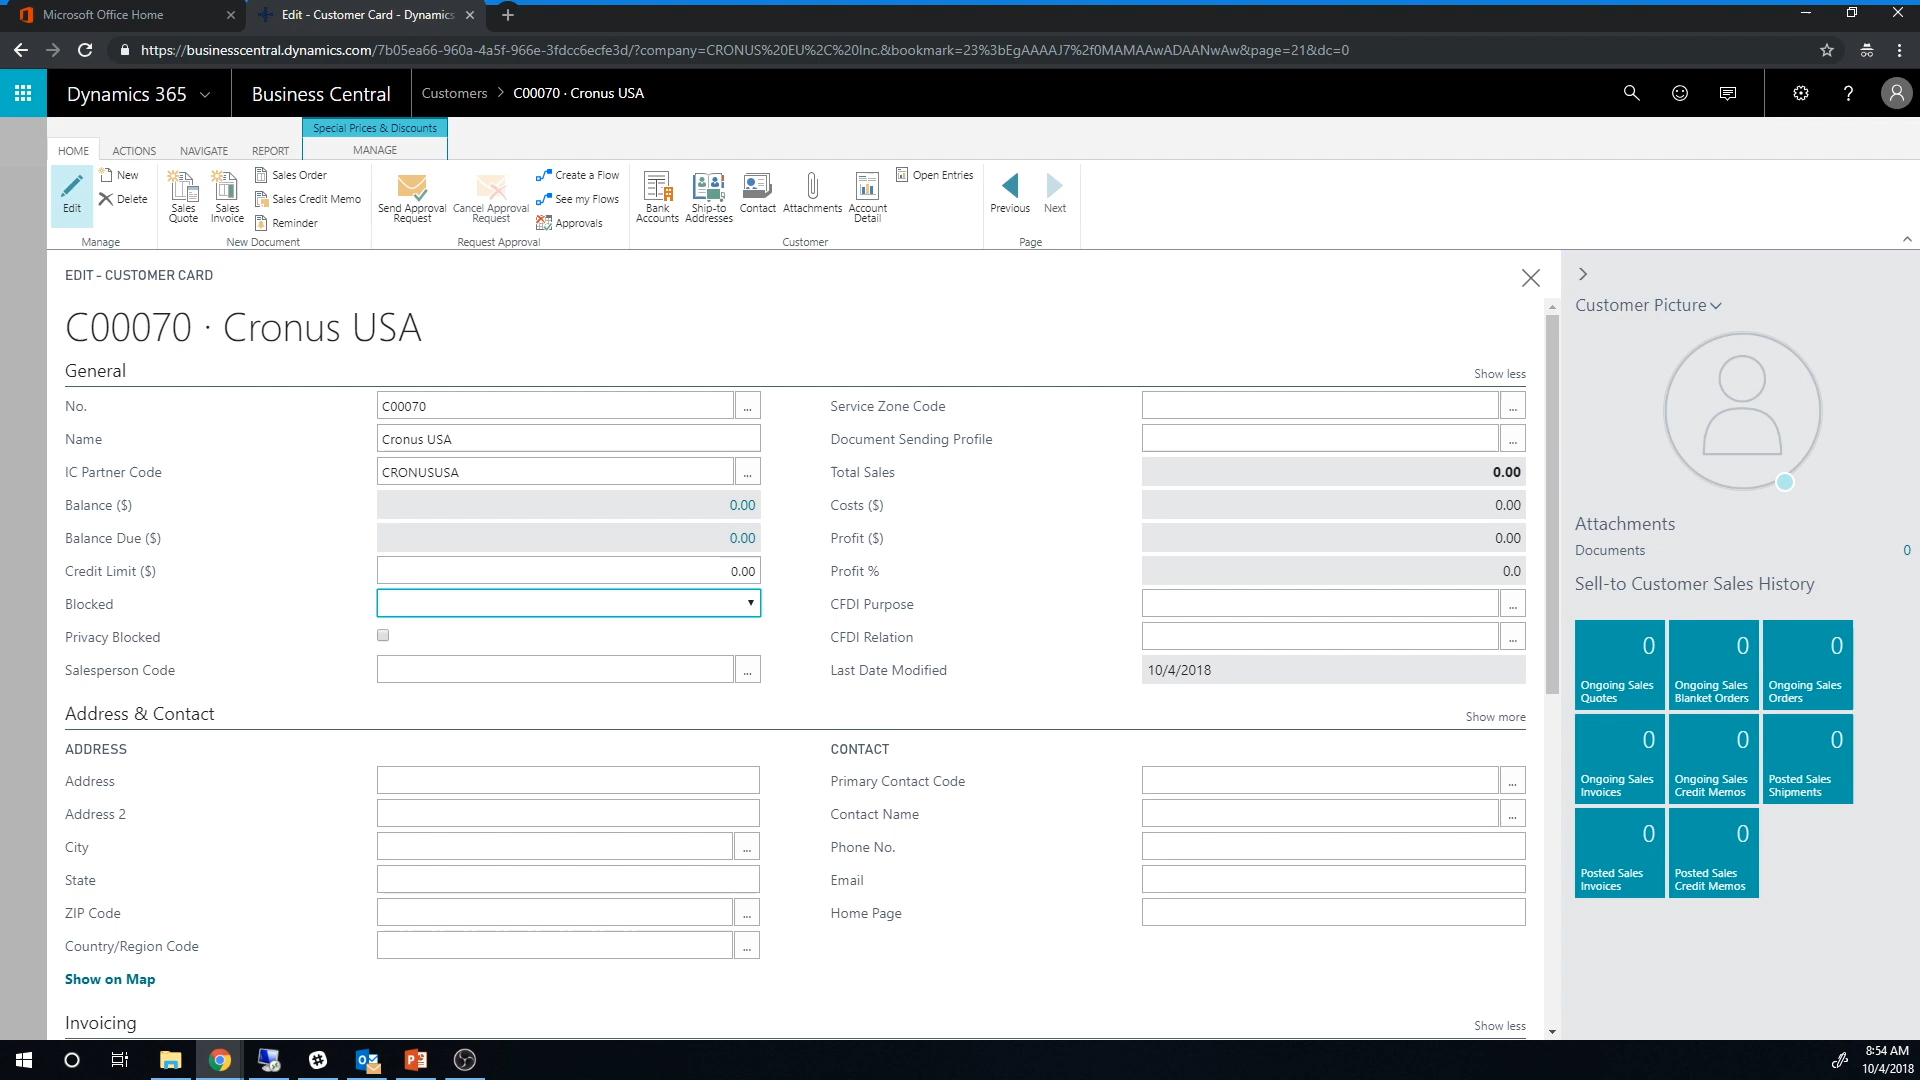 Microsoft Office Home
Edit - Customer Card - Dynamics
https://businesscentral.dynamics.com/7b05ea66-960a-4a5f-966e-3fdcc6ecfe3d/?company=CRONUS%20EU%2C%20Inc.&bookmark=23%3bEgAAAAJ7%2f0MAMAAwADAANwAw&page=21&dc=0
Dynamics 365
Business Central
Customers > C00070 · Cronus USA
?
Special Prices & Discounts
HOME
ACTIONS
NAVIGATE
REPORT
MANAGE
Edit
New
Delete
Manage
Sales Quote
Sales Invoice
Sales Order
Sales Credit Memo
Reminder
New Document
Send Approval Request
Cancel Approval Request
Create a Flow
See my Flows
Approvals
Request Approval
Bank Accounts
Ship-to Addresses
Contact
Attachments
Account Detail
Open Entries
Customer
Previous
Next
Page
EDIT - CUSTOMER CARD
C00070 · Cronus USA
General
Show less
No.
C00070
...
Name
Cronus USA
IC Partner Code
CRONUSUSA
...
Balance ($)
0.00
Balance Due ($)
0.00
Credit Limit ($)
0.00
Blocked
Privacy Blocked
Salesperson Code
...
Service Zone Code
...
Document Sending Profile
...
Total Sales
0.00
Costs ($)
0.00
Profit ($)
0.00
Profit %
0.0
CFDI Purpose
...
CFDI Relation
...
Last Date Modified
10/4/2018
Address & Contact
Show more
ADDRESS
Address
Address 2
City
...
State
ZIP Code
...
Country/Region Code
...
Show on Map
CONTACT
Primary Contact Code
...
Contact Name
...
Phone No.
Email
Home Page
Invoicing
Show less
Customer Picture
Attachments
Documents
0
Sell-to Customer Sales History
0
Ongoing Sales
Quotes
0
Ongoing Sales
Blanket Orders
0
Ongoing Sales
Orders
0
Ongoing Sales
Invoices
0
Ongoing Sales
Credit Memos
0
Posted Sales
Shipments
0
Posted Sales
Invoices
0
Posted Sales
Credit Memos
8:54 AM
10/4/2018